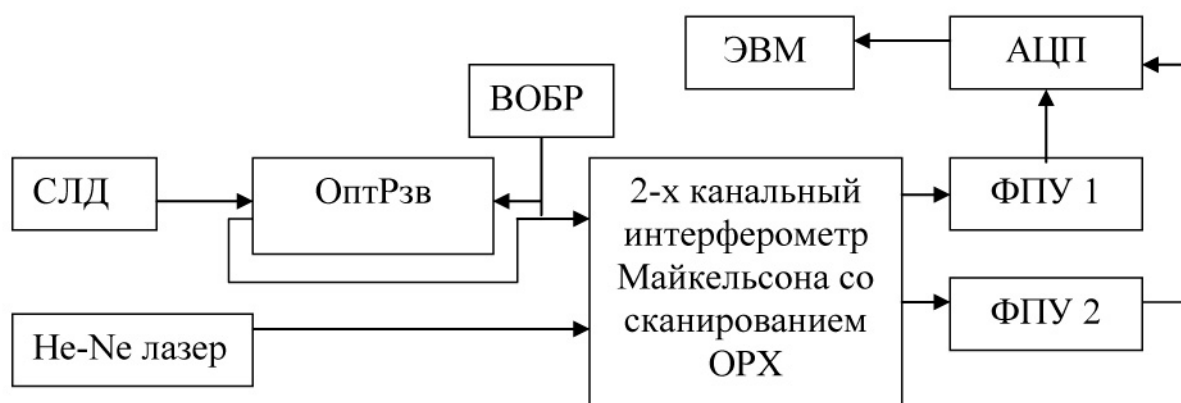 ЭВМ
АЦП
ВОБР
СЛД
ОптРзв
2-х канальный
интерферометр
Майкельсона со
сканированием
ОРХ
ФПУ 1
ФПУ 2
He-Ne лазер